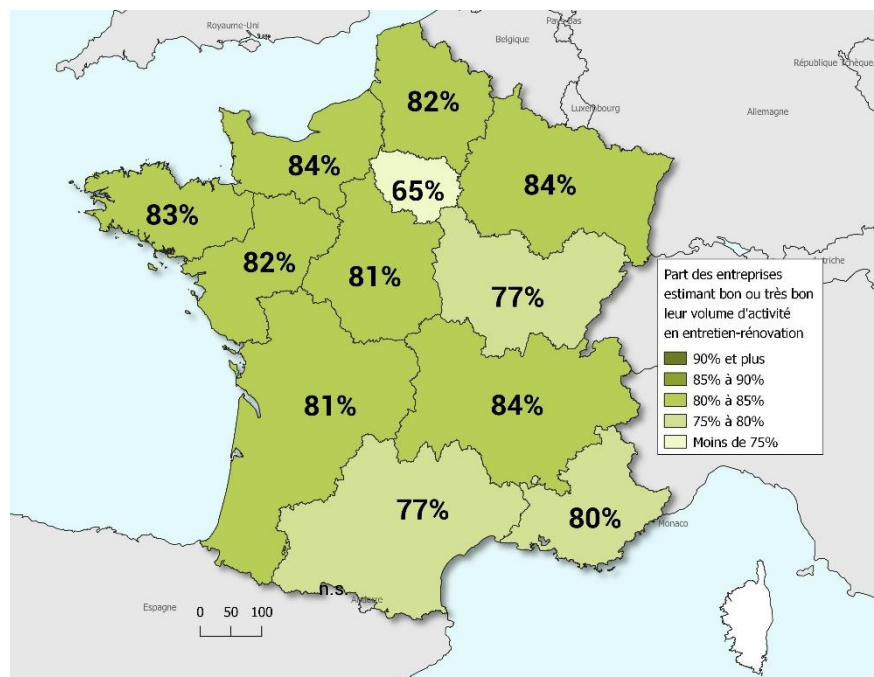 Royaume-Uni
Pays-Bas
Belgique
République Tchèque
Luxembourg
Allemagne
82%
84%
65%
84%
83%
82%
81%
77%
Part des entreprises
estimant bon ou très bon
leur volume d'activité
en entretien-rénovation
90% et plus
85% à 90%
80% à 85%
75% à 80%
Moins de 75%
81%
84%
77%
80%
Monaco
n.s.
Espagne
0 50 100